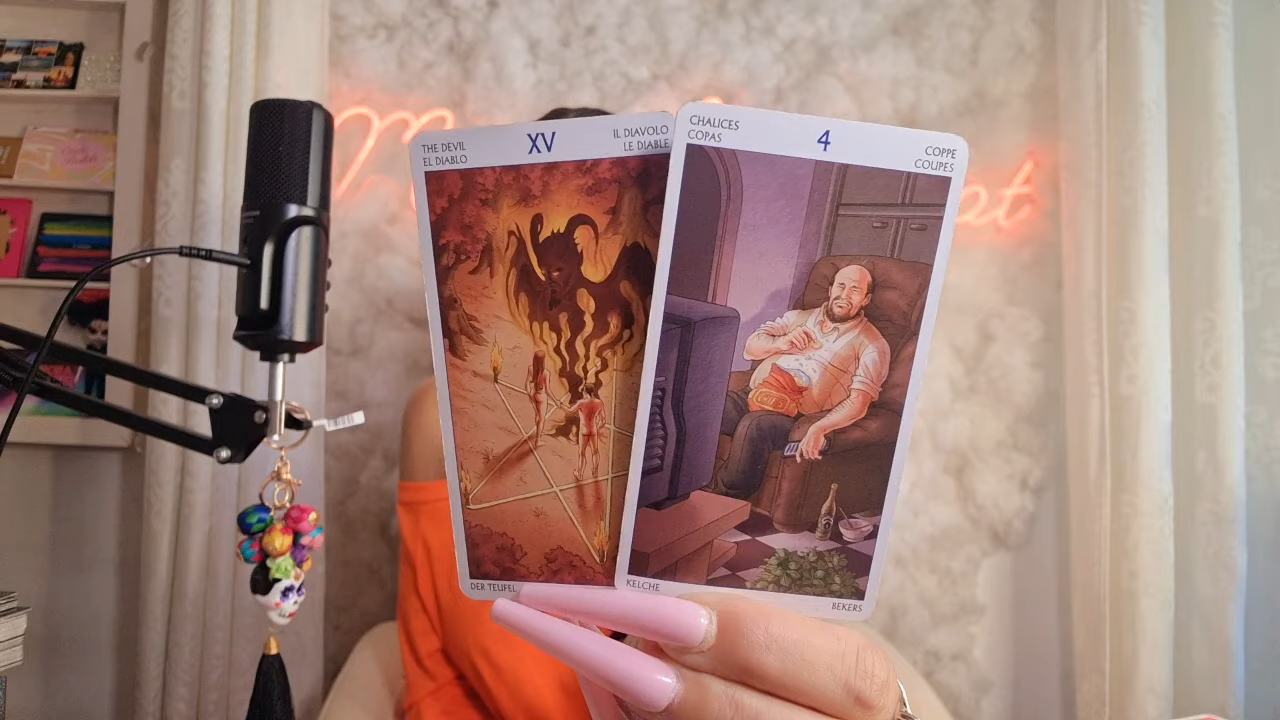 THE DEVIL
EL DIABLO
XV
IL DIAVOLO
LE DIABLE
DER TEUFEL
CHALICES
COPAS
4
COPPE
COUPES
KELCHE
BEKERS